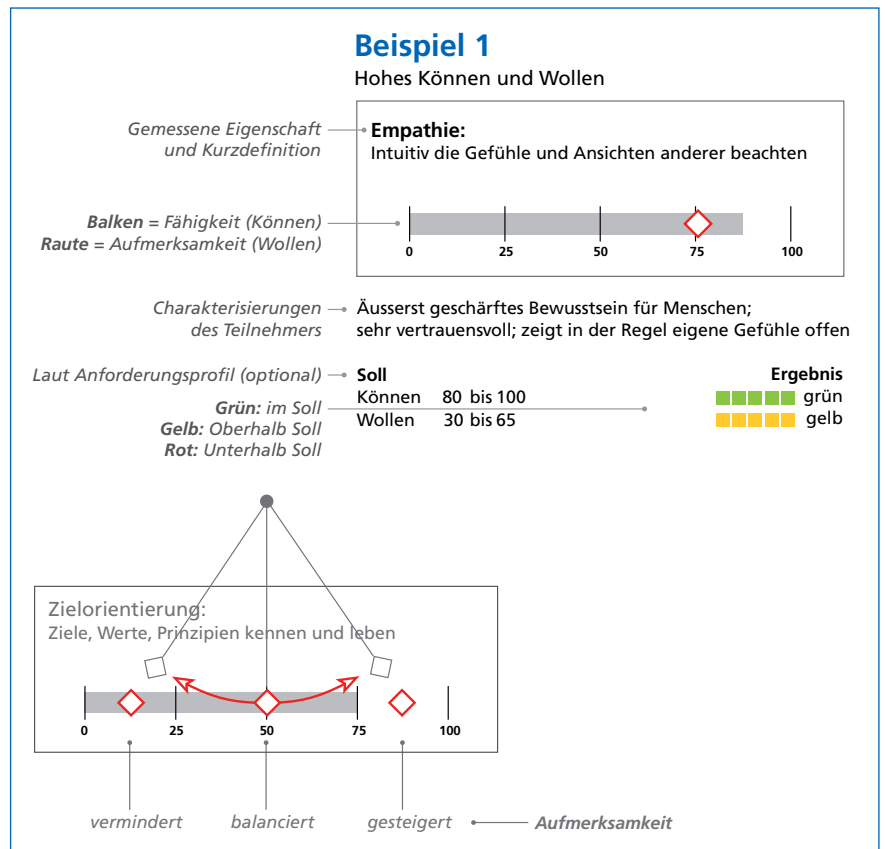 Beispiel 1
Hohes Können und Wollen
Gemessene Eigenschaft
und Kurzdefinition
Empathie:
Intuitiv die Gefühle und Ansichten anderer beachten
Balken = Fähigkeit (Können)
Raute = Aufmerksamkeit (Wollen)
0 25 50 75 100
Charakterisierungen
des Teilnehmers
Äusserst geschärftes Bewusstsein für Menschen;
sehr vertrauensvoll; zeigt in der Regel eigene Gefühle offen
Laut Anforderungsprofil (optional)
Soll Ergebnis
Können 80 bis 100 grün
Wollen 30 bis 65 gelb
Grün: im Soll
Gelb: Oberhalb Soll
Rot: Unterhalb Soll
Zielorientierung:
Ziele, Werte, Prinzipien kennen und leben
0 25 50 75 100
vermindert balanciert gesteigert Aufmerksamkeit